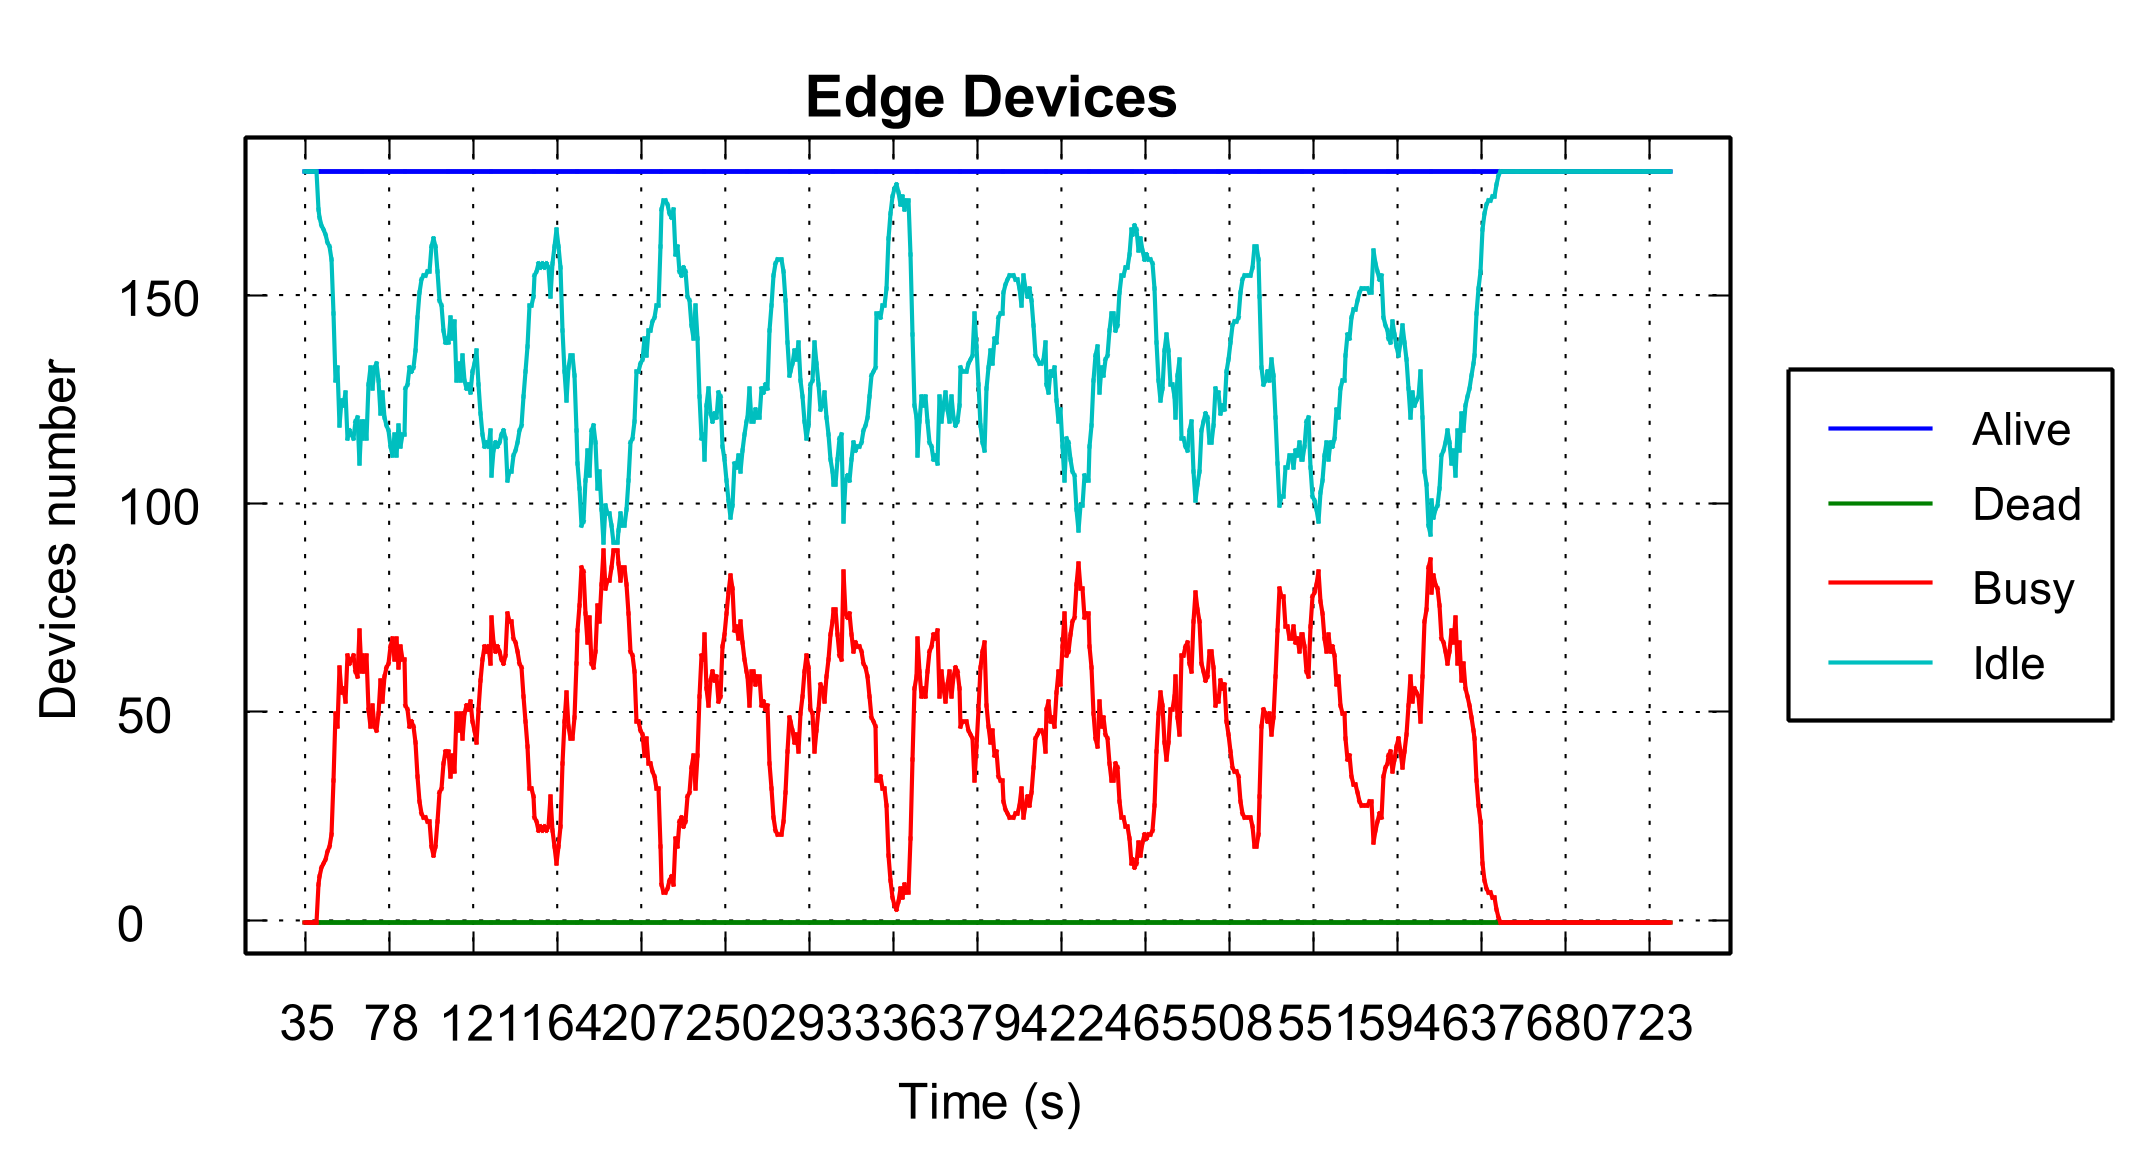 Edge Devices
150
100
50
0
Devices number
35 78 121164207250293336379422465508551594637680723
Time (s)
Alive
Dead
Busy
Idle